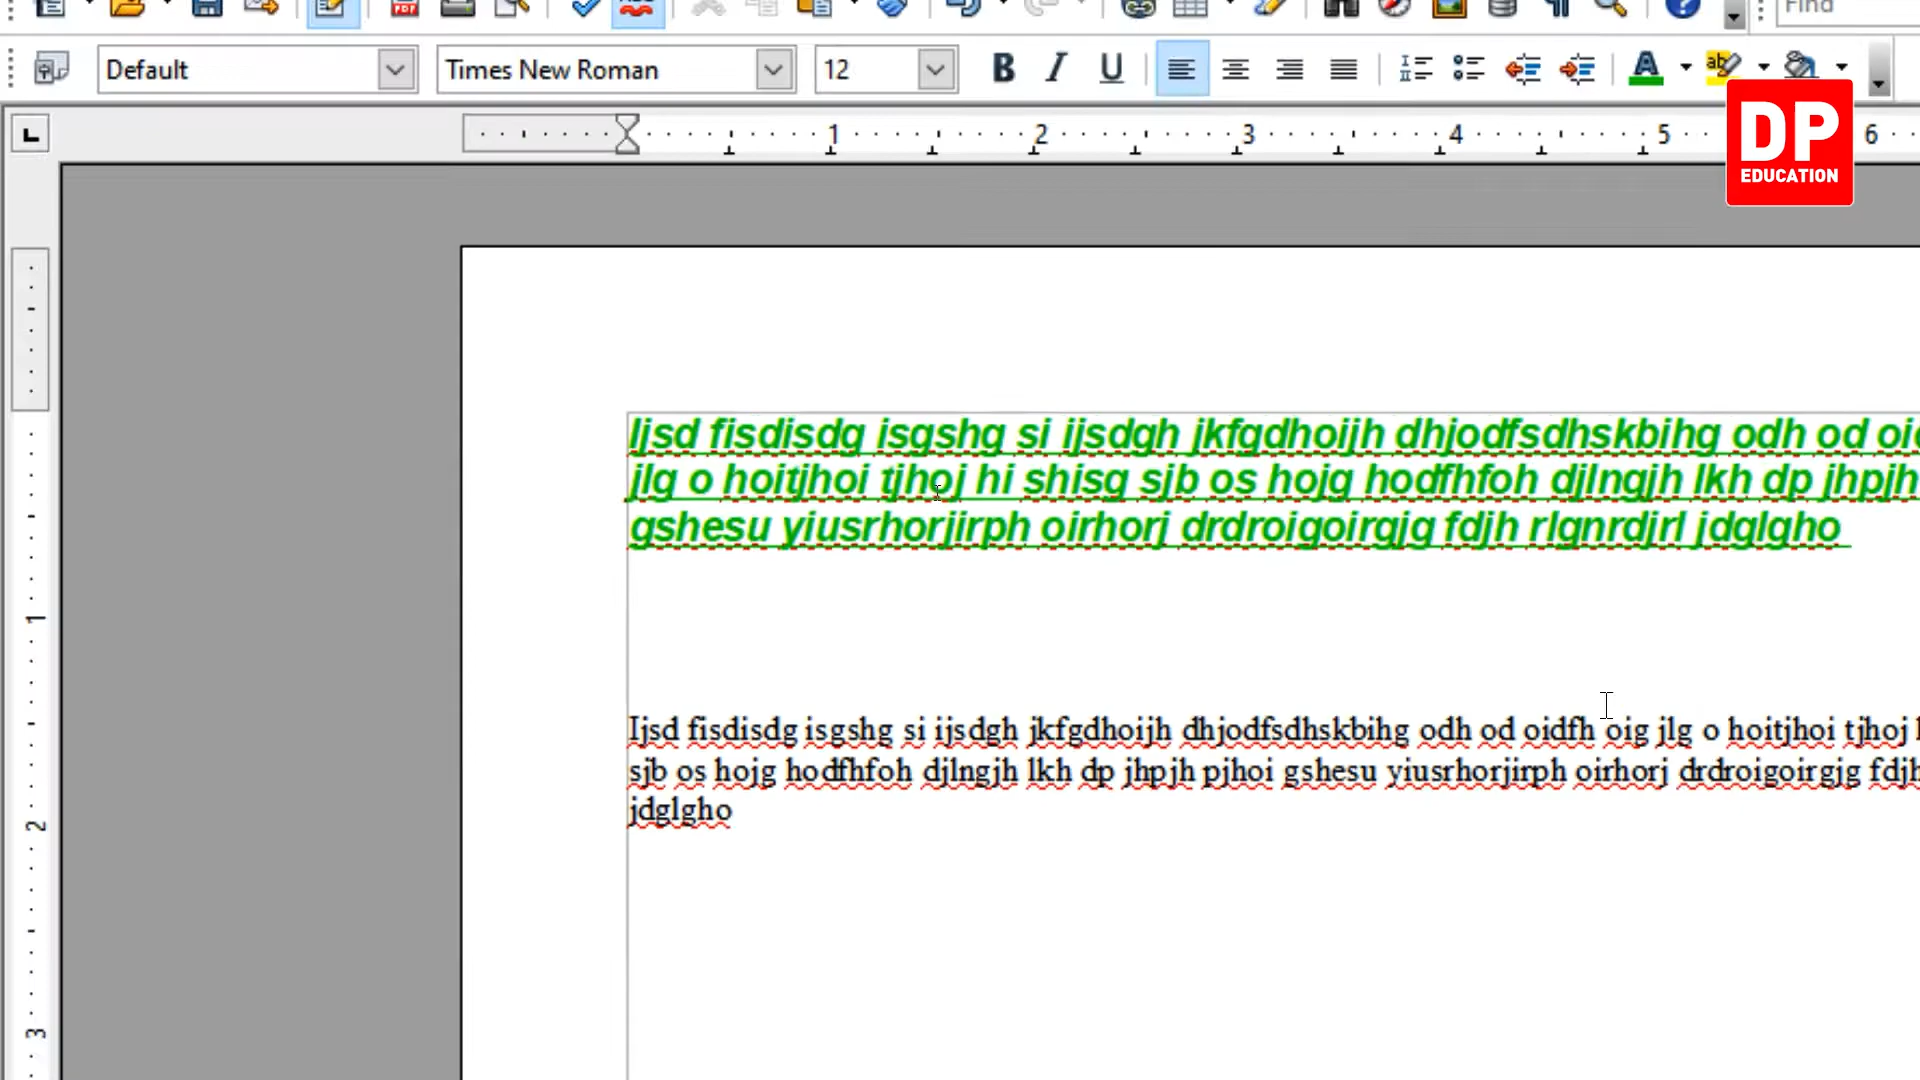 Find
Default
Times New Roman
12
B I U
A
ab
L
1 2 3 4 5 6
DP
EDUCATION
Ijsd fisdisdg isgshg si ijsdgh jkfgdhoijh dhjodfsdhskbihg odh od
jlg o hoitjhoi tjhoj hi shisg sjb os hojg hodfhfoh djlngjh lkh dp jhpjh
gshesu yiusrhorjirph oirhorj drdroigoirgjg fdjh rlgnrdjrl jdglgho
1
Ijsd fisdisdg isgshg si ijsdgh jkfgdhoijh dhjodfsdhskbihg odh od oidfh oig jlg o hoitjhoi tjhoj
sjb os hojg hodfhfoh djlngjh lkh dp jhpjh pjhoi gshesu yiusrhorjirph oirhorj drdroigoirgjg fdjh
jdglgho
2
3